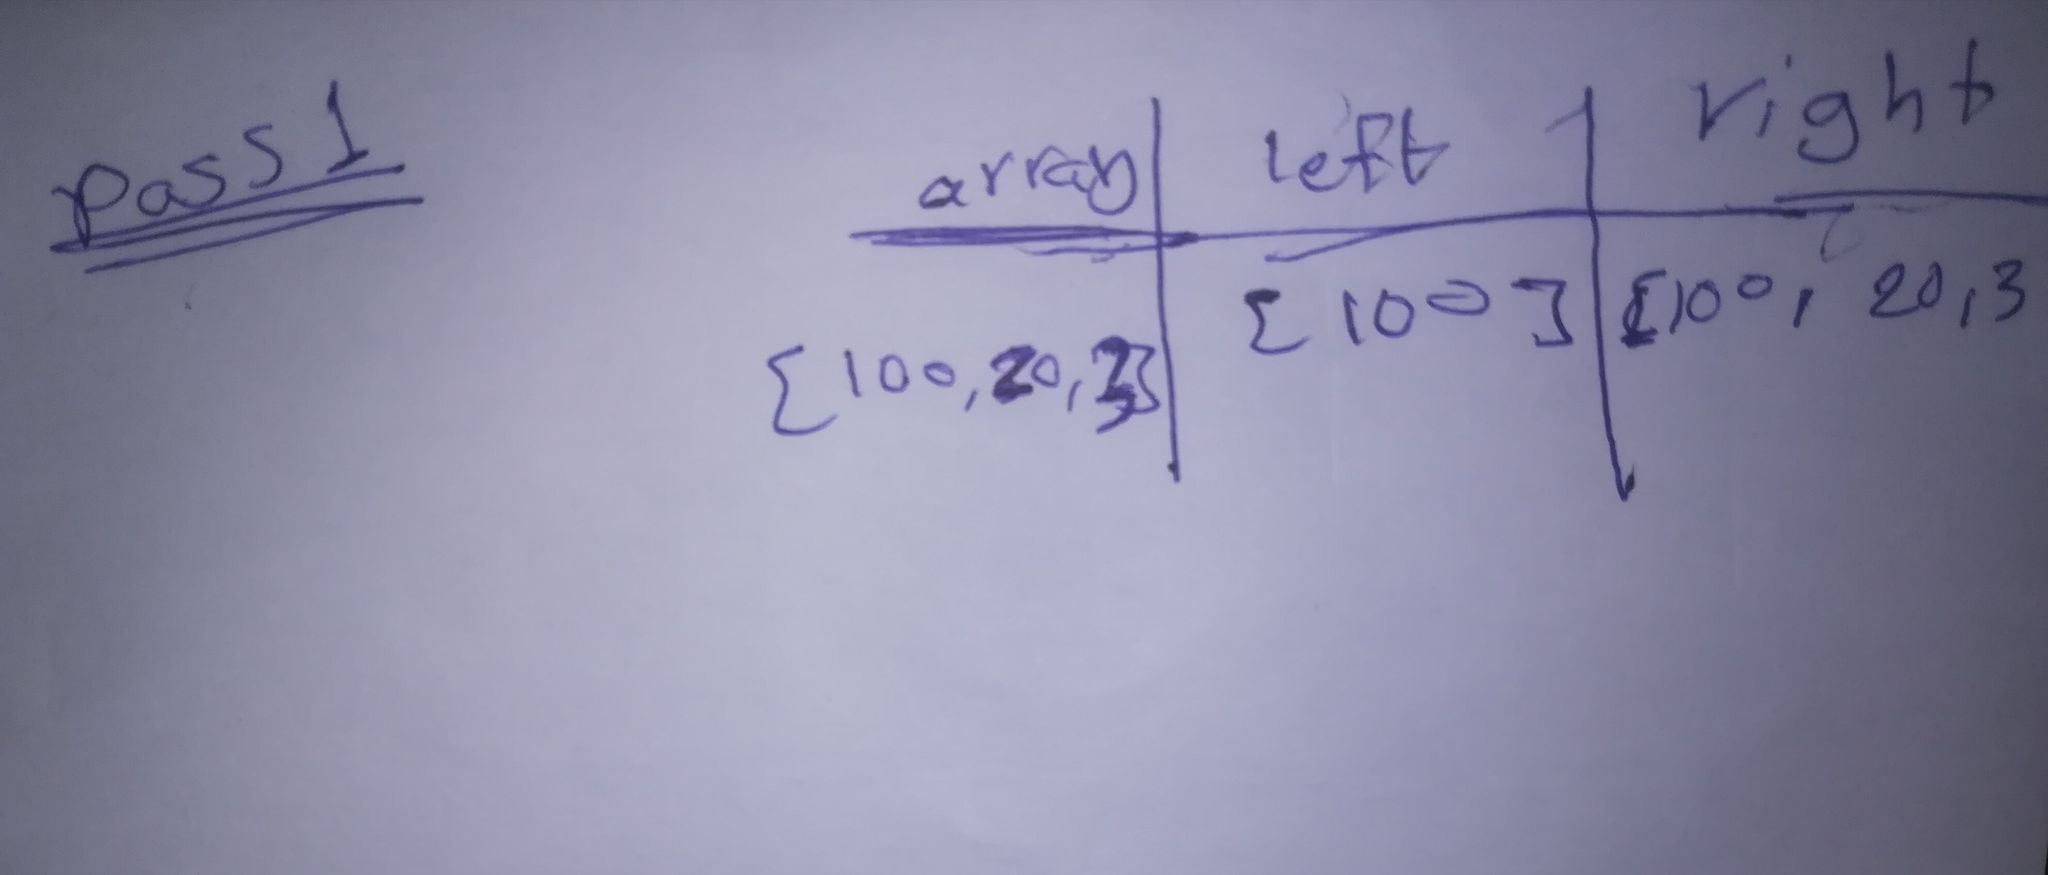 pass 1
array left right
[100] [100, 20, 3
[100, 20, 3]